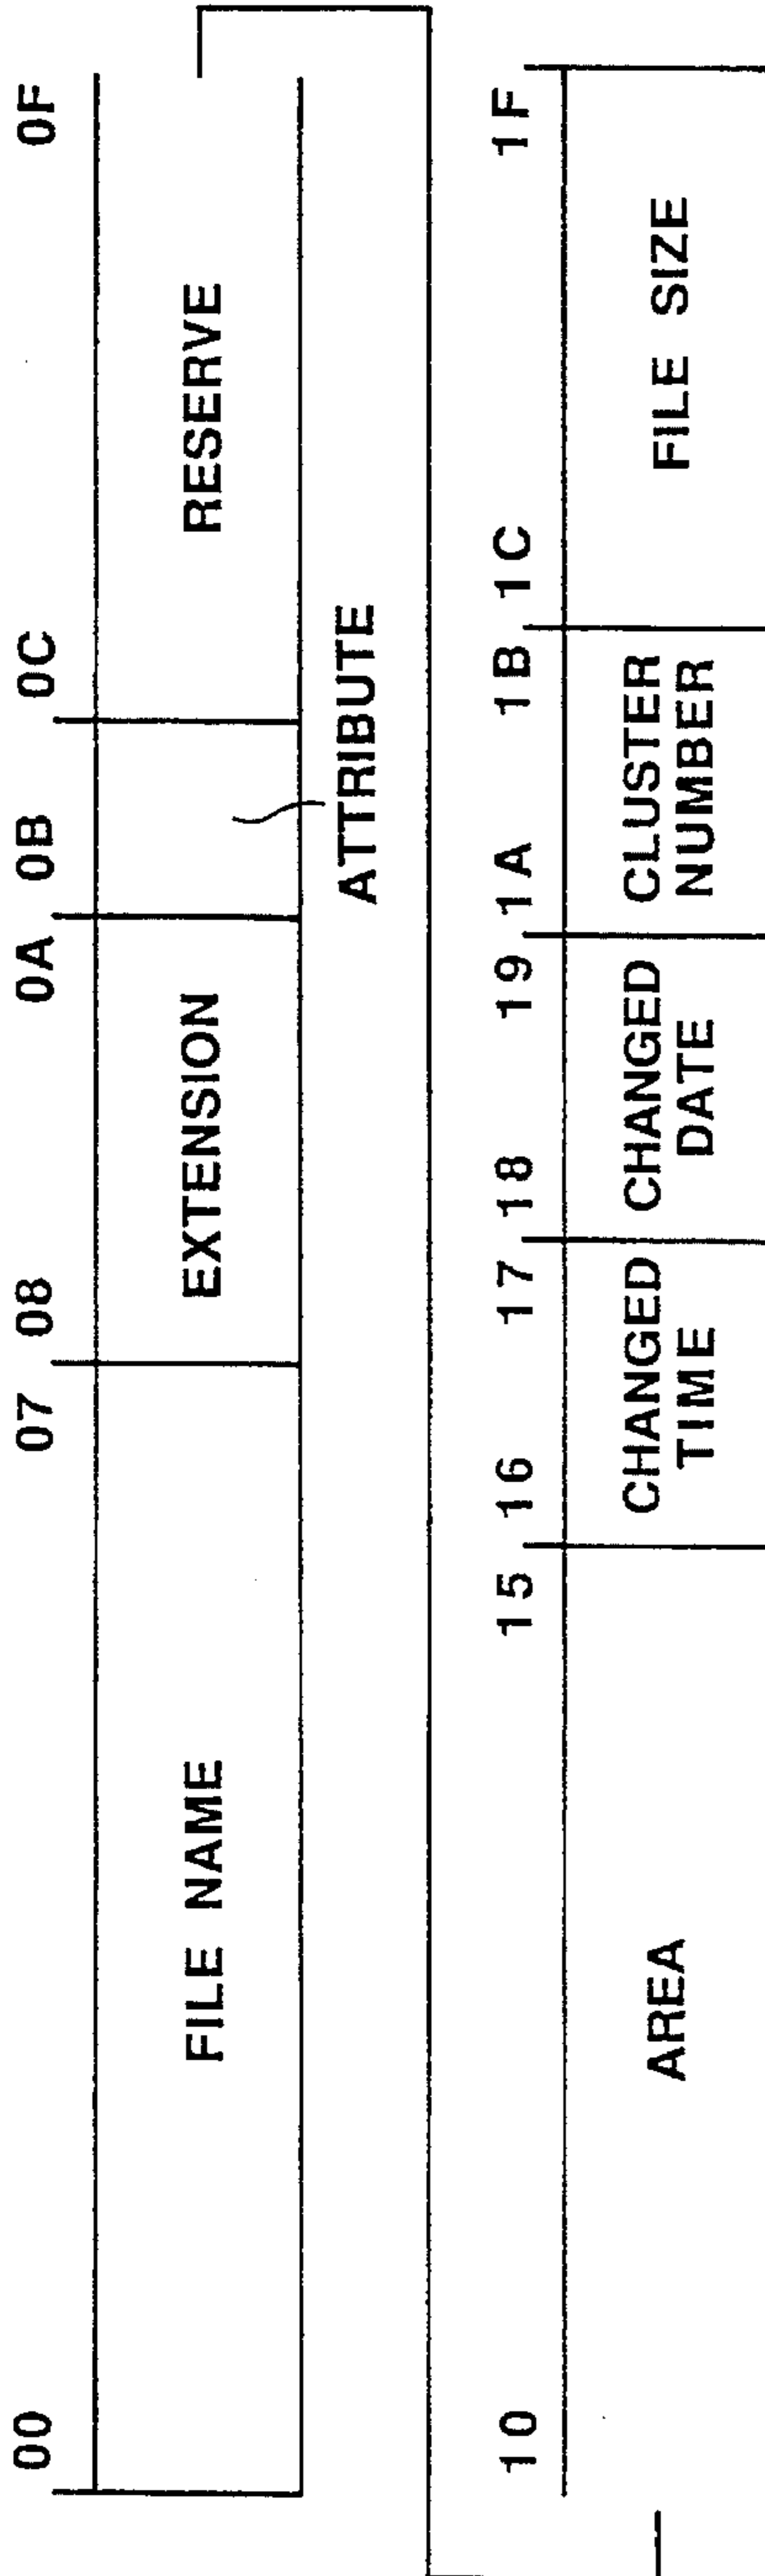 00 07 08 0A 0B 0C 0F
FILE NAME EXTENSION RESERVE
ATTRIBUTE
10 15 16 17 18 19 1A 1B 1C 1F
AREA CHANGED TIME CHANGED DATE CLUSTER NUMBER FILE SIZE